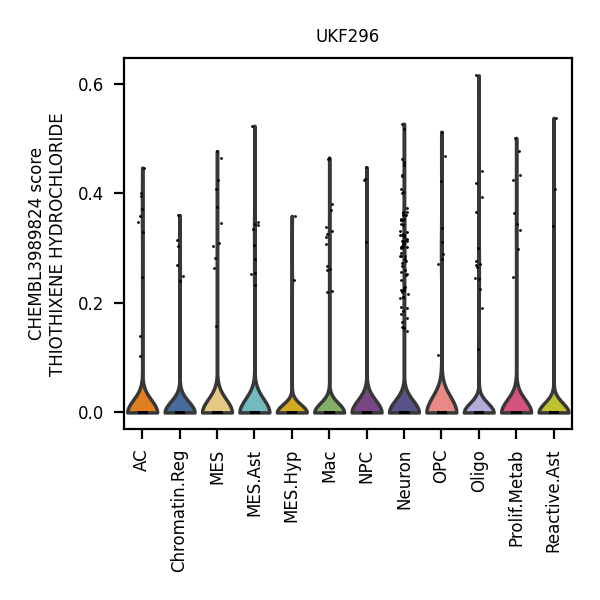 UKF296
CHEMBL3989824 score
THIOTHIXENE HYDROCHLORIDE
0.6
0.4
0.2
0.0
AC
Chromatin.Reg
MES
MES.Ast
MES.Hyp
Mac
NPC
Neuron
OPC
Oligo
Prolif.Metab
Reactive.Ast